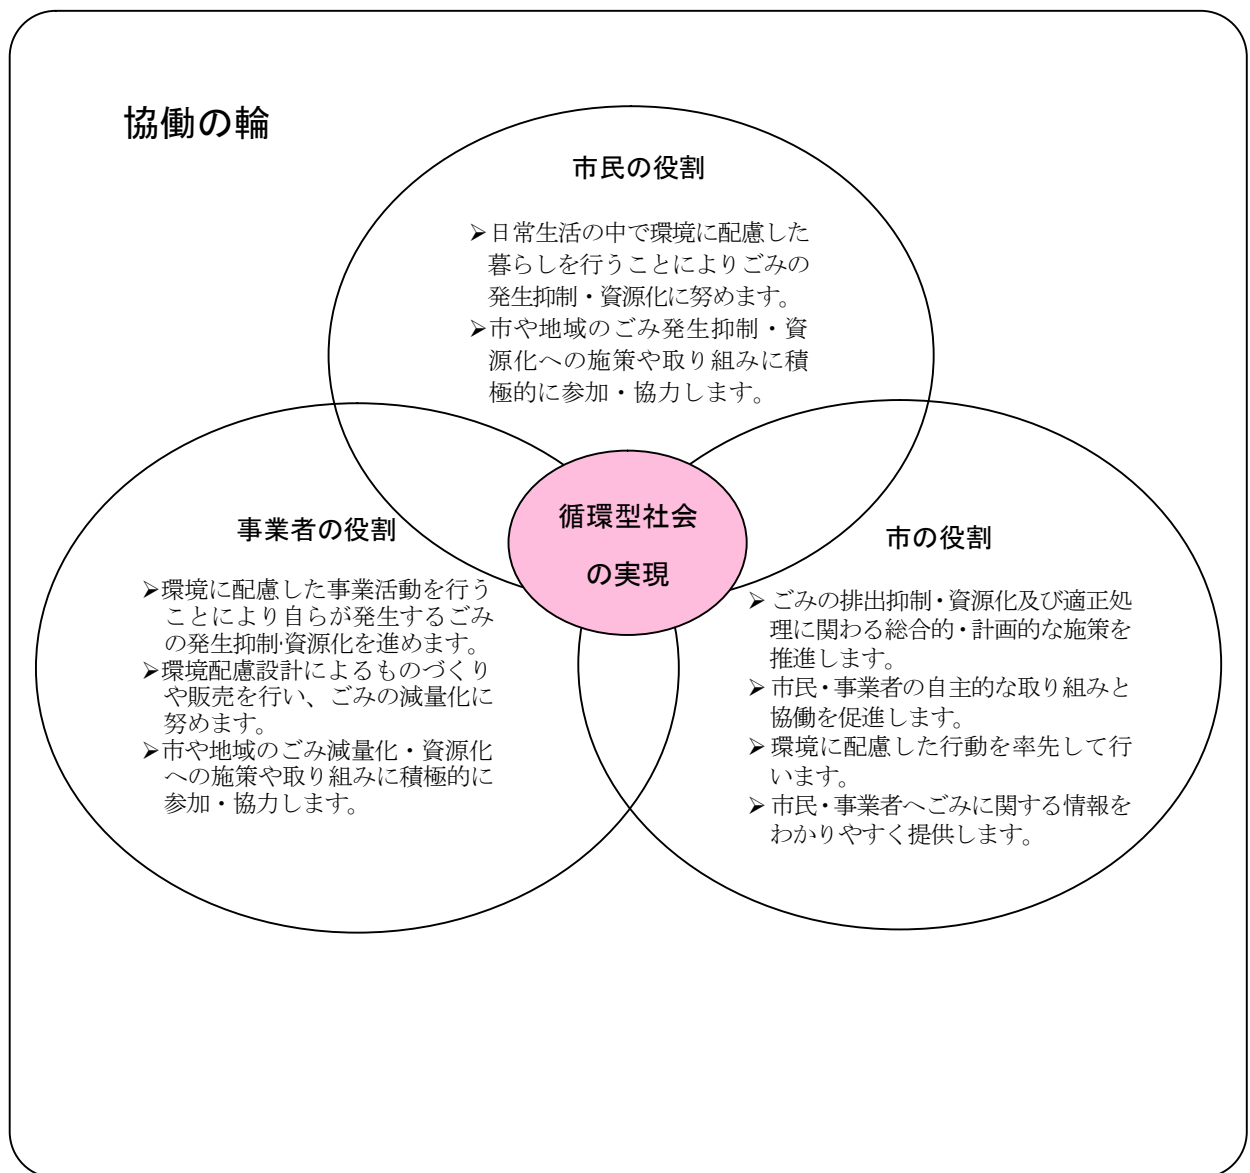 協働の輪
市民の役割
➢日常生活の中で環境に配慮した
暮らしを行うことによりごみの
発生抑制・資源化に努めます。
➢市や地域のごみ発生抑制・資
源化への施策や取り組みに積
極的に参加・協力します。
循環型社会
の実現
事業者の役割
➢環境に配慮した事業活動を行う
ことにより自らが発生するごみ
の発生抑制・資源化を進めます。
➢環境配慮設計によるものづくり
や販売を行い、ごみの減量化に
努めます。
➢市や地域のごみ減量化・資源化
への施策や取り組みに積極的に
参加・協力します。
市の役割
➢ごみの排出抑制・資源化及び適正処
理に関わる総合的・計画的な施策を
推進します。
➢市民・事業者の自主的な取り組みと
協働を促進します。
➢環境に配慮した行動を率先して行
います。
➢市民・事業者へごみに関する情報を
わかりやすく提供します。